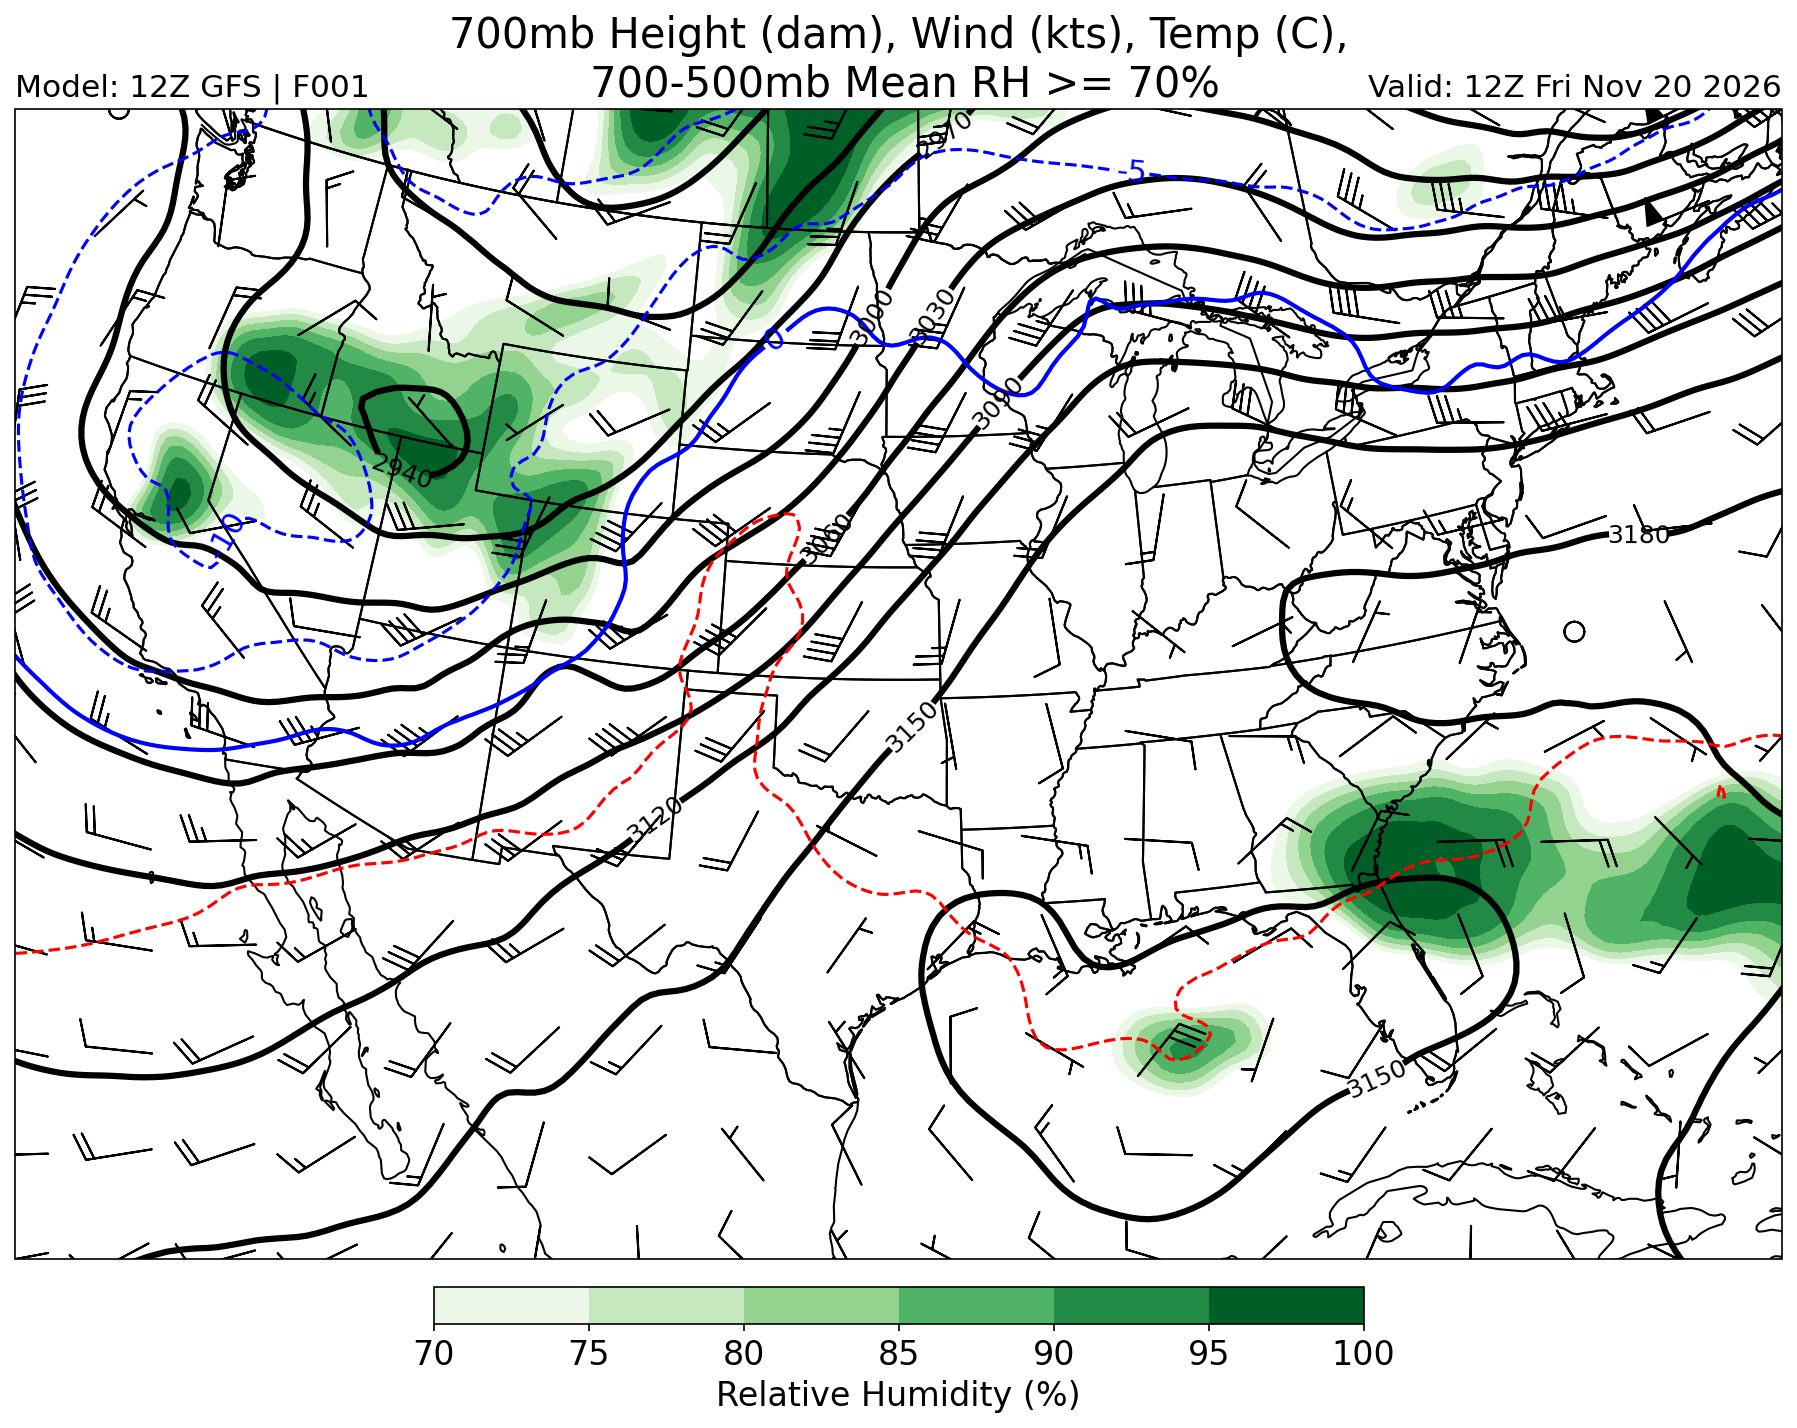 700mb Height (dam), Wind (kts), Temp (C),
Model: 12Z GFS | F001
700-500mb Mean RH >= 70%
Valid: 12Z Fri Nov 20 2026
2970
-5
3000
3030
0
3090
2940
-10
3060
3180
3150
3120
3150
70 75 80 85 90 95 100
Relative Humidity (%)